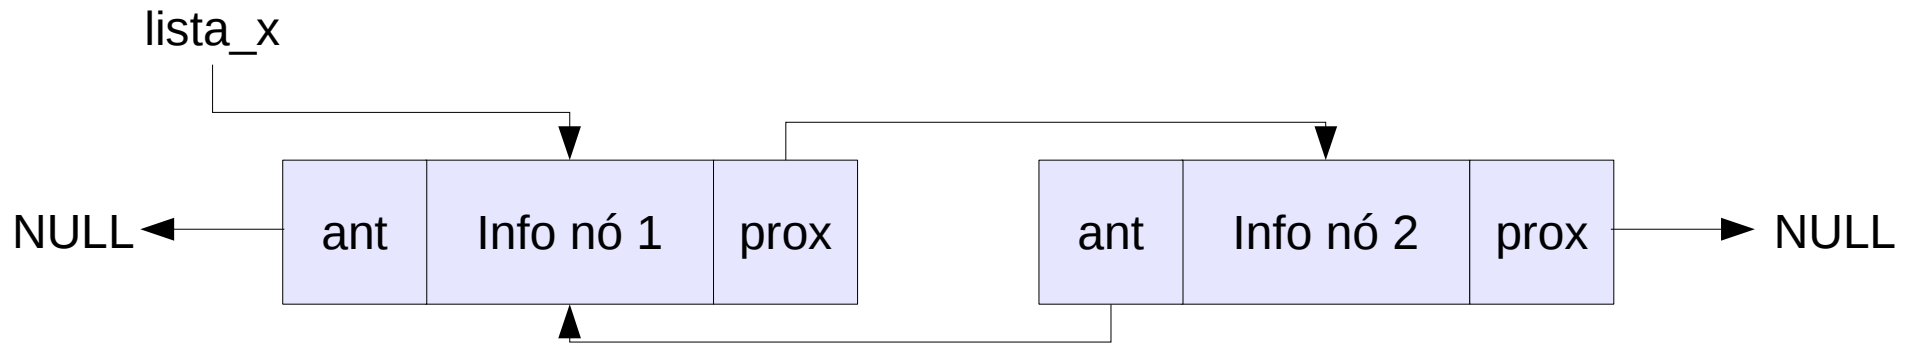 lista_x
NULL ant Info nó 1 prox ant Info nó 2 prox NULL